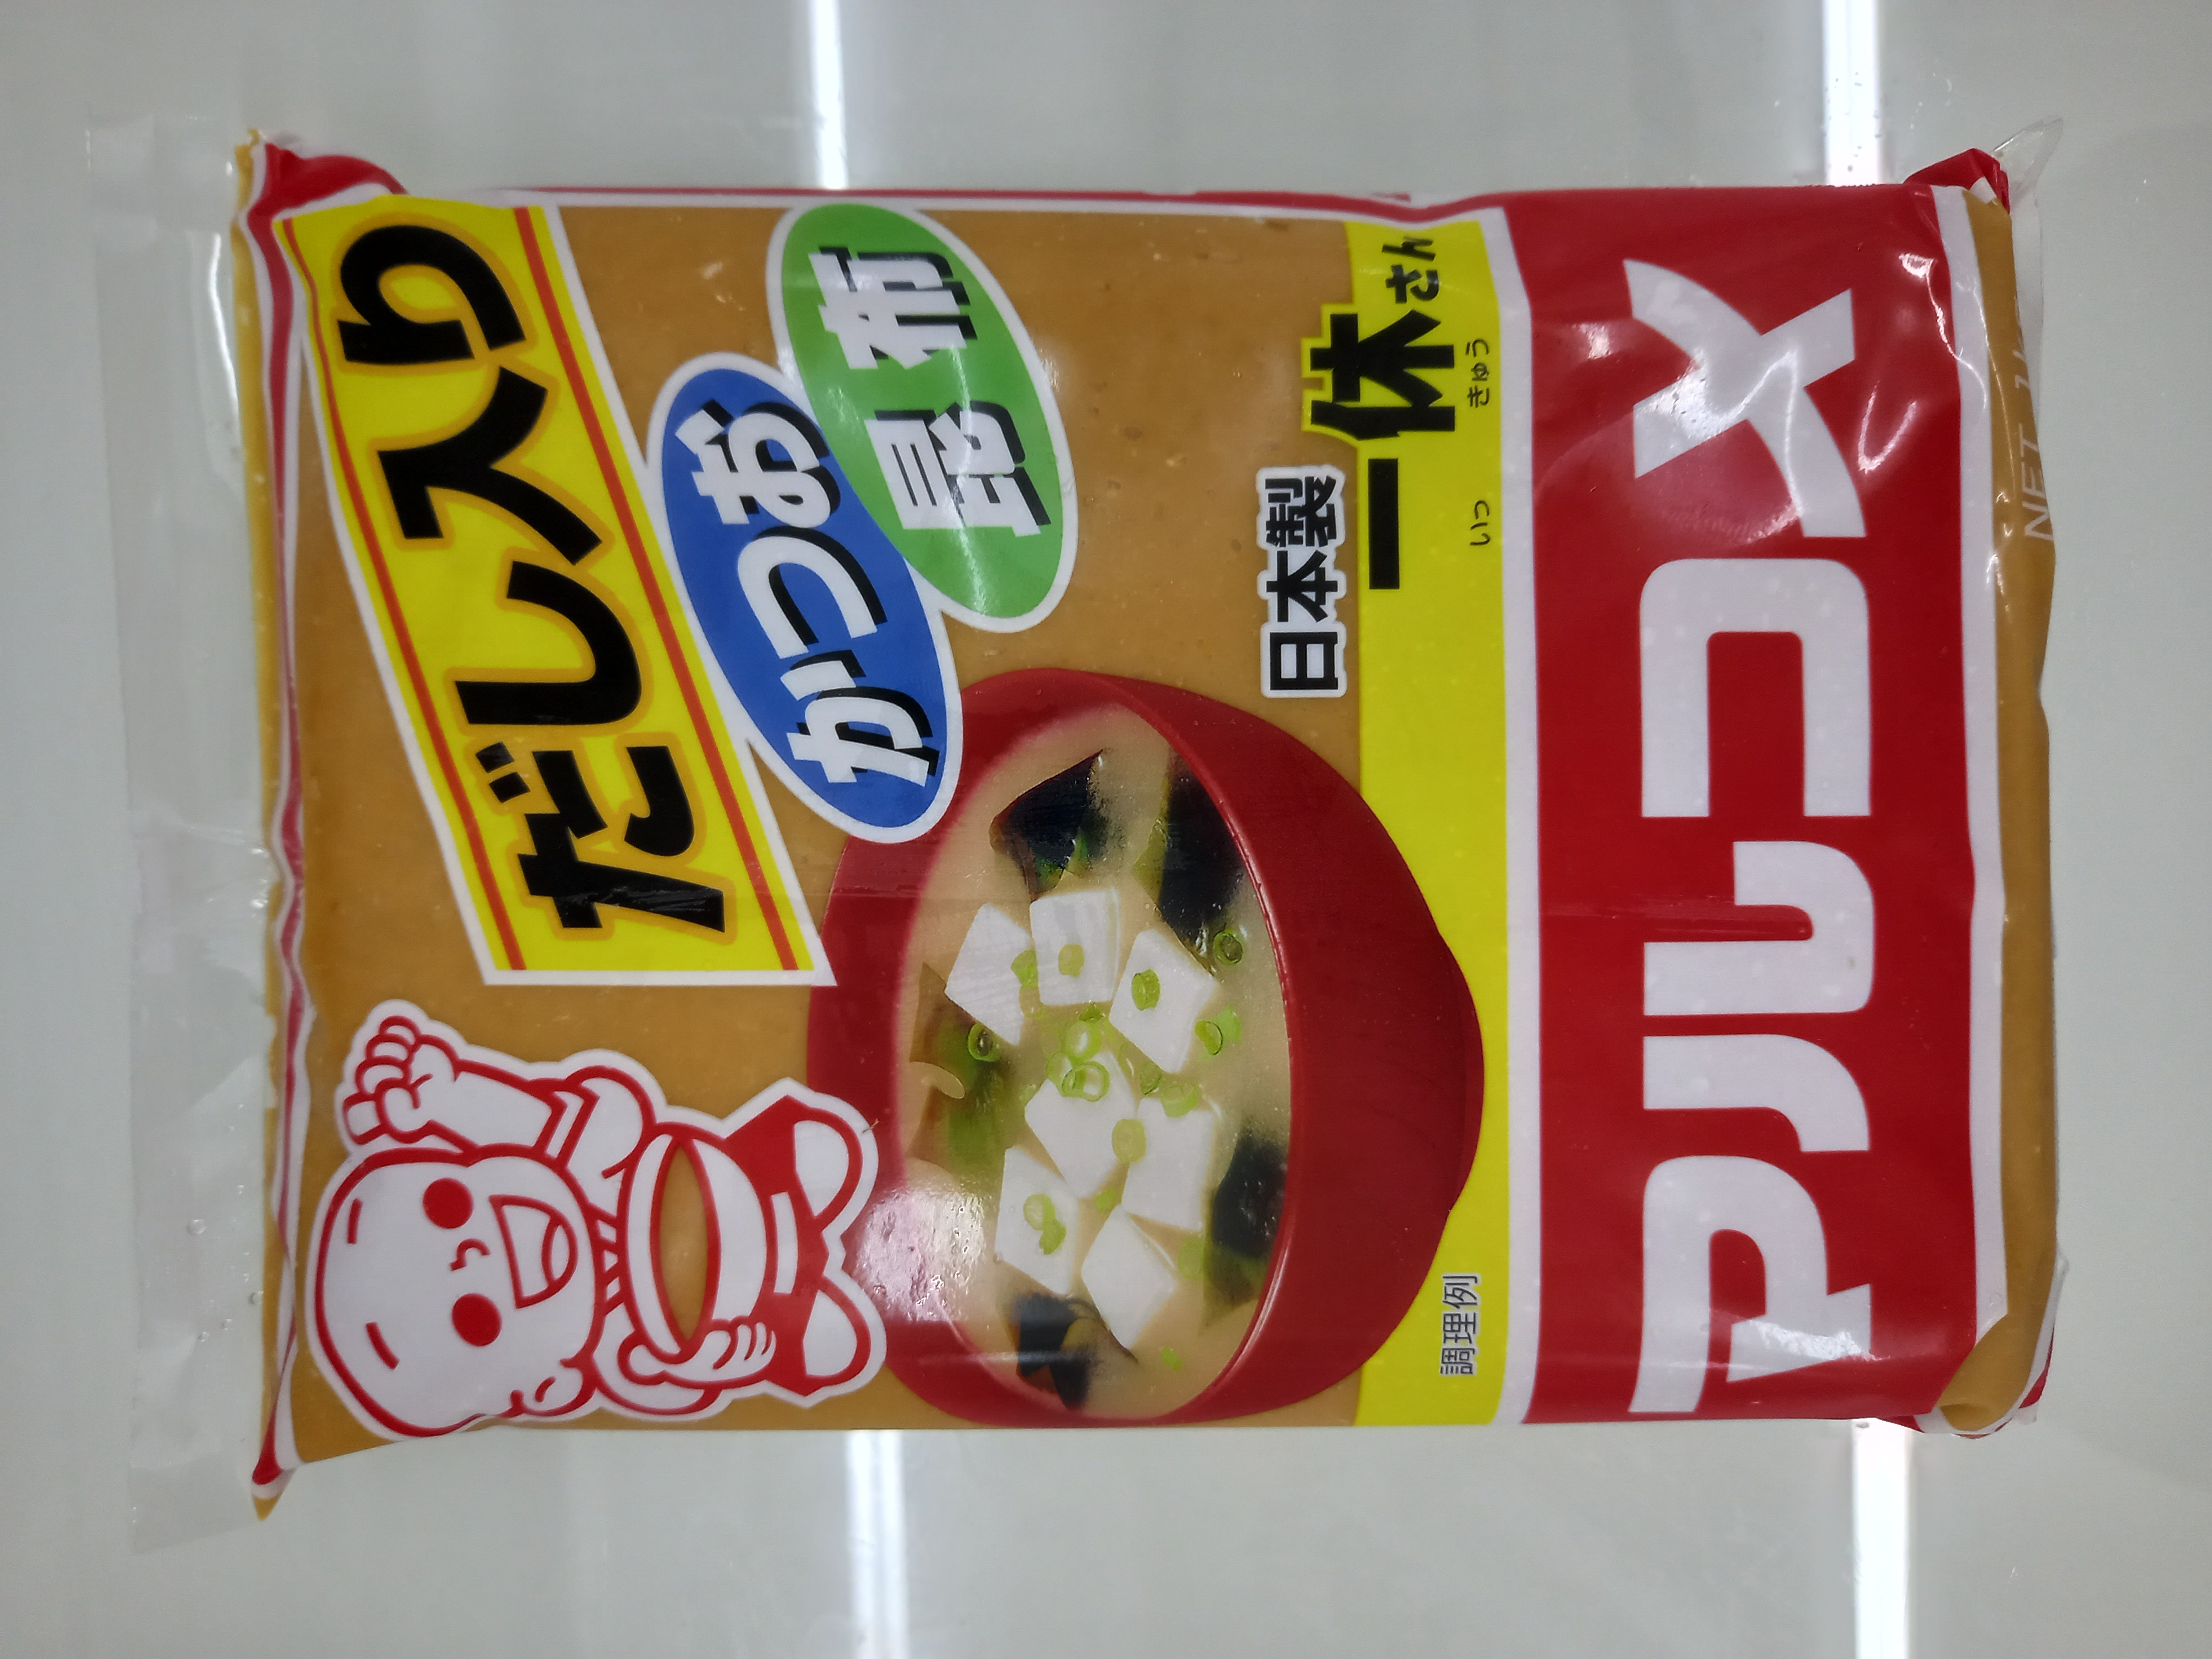 だし入り
かつお
昆布
日本製
一休さん
いっ きゅう
調理例
マルコメ
NET 1